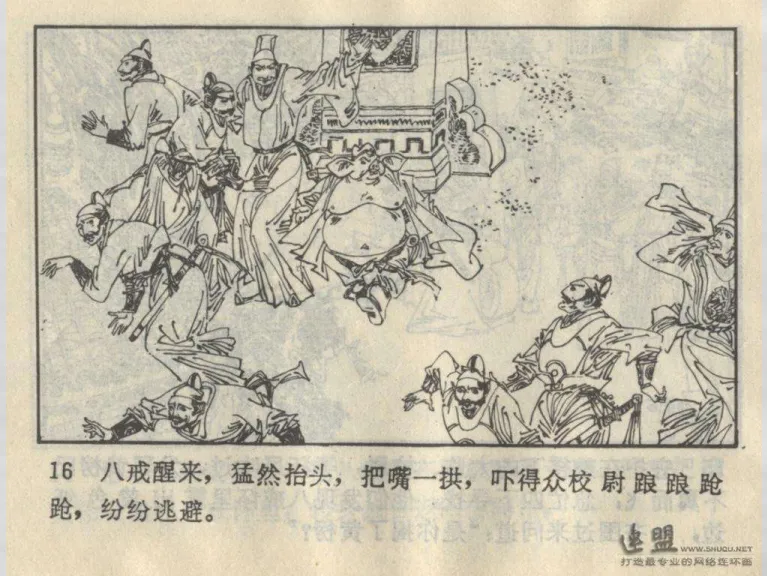 16 八戒醒来，猛然抬头，把嘴一拱，吓得众校尉踉踉跄
跄，纷纷逃避。
连盟 WWW.SHUQU.NET
打造最专业的网络连环画